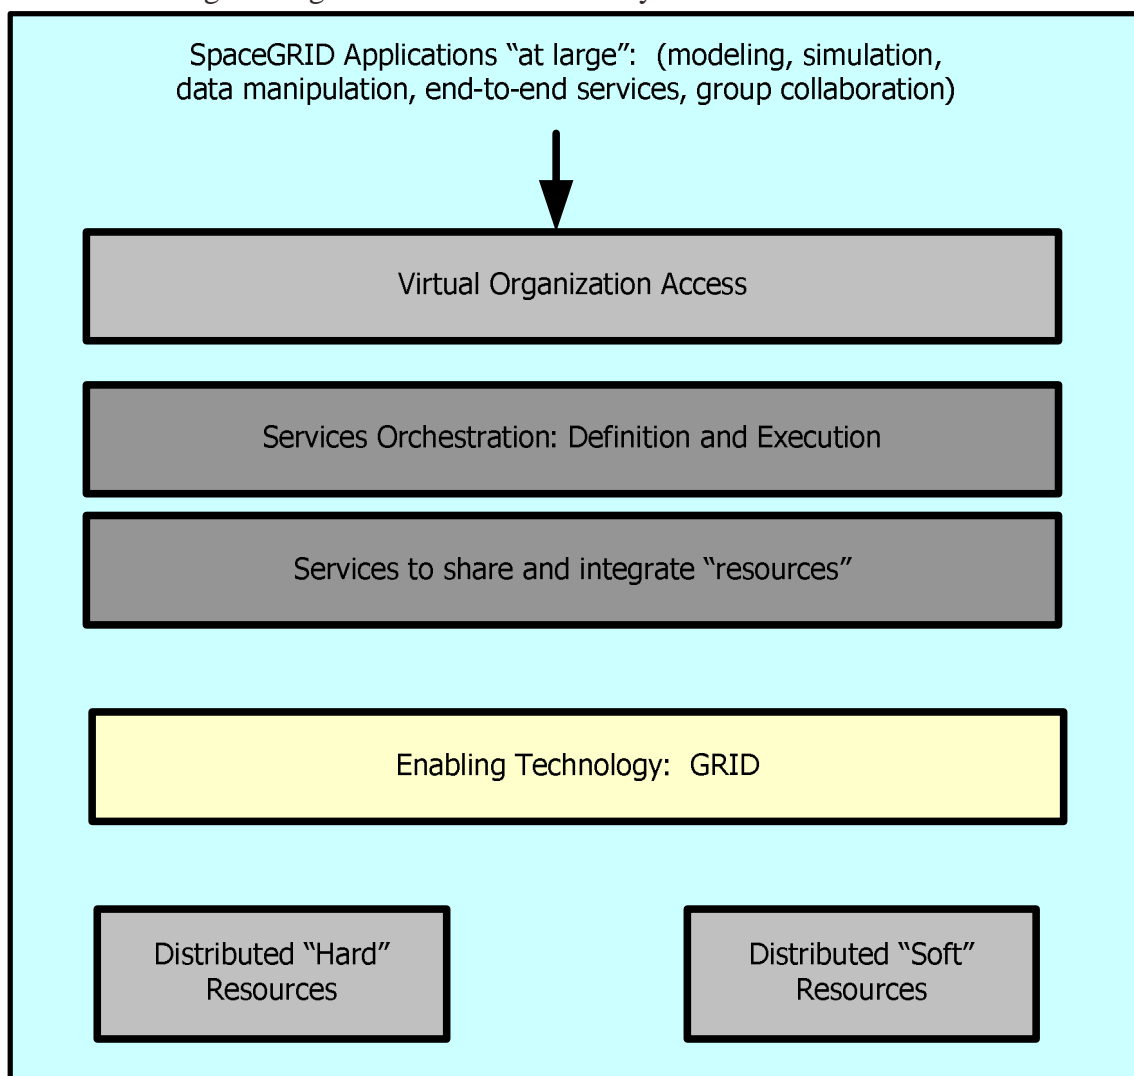 SpaceGRID Applications “at large”:  (modeling, simulation,
data manipulation, end-to-end services, group collaboration)
Virtual Organization Access
Services Orchestration: Definition and Execution
Services to share and integrate “resources”
Enabling Technology:  GRID
Distributed “Hard”
Resources
Distributed “Soft”
Resources